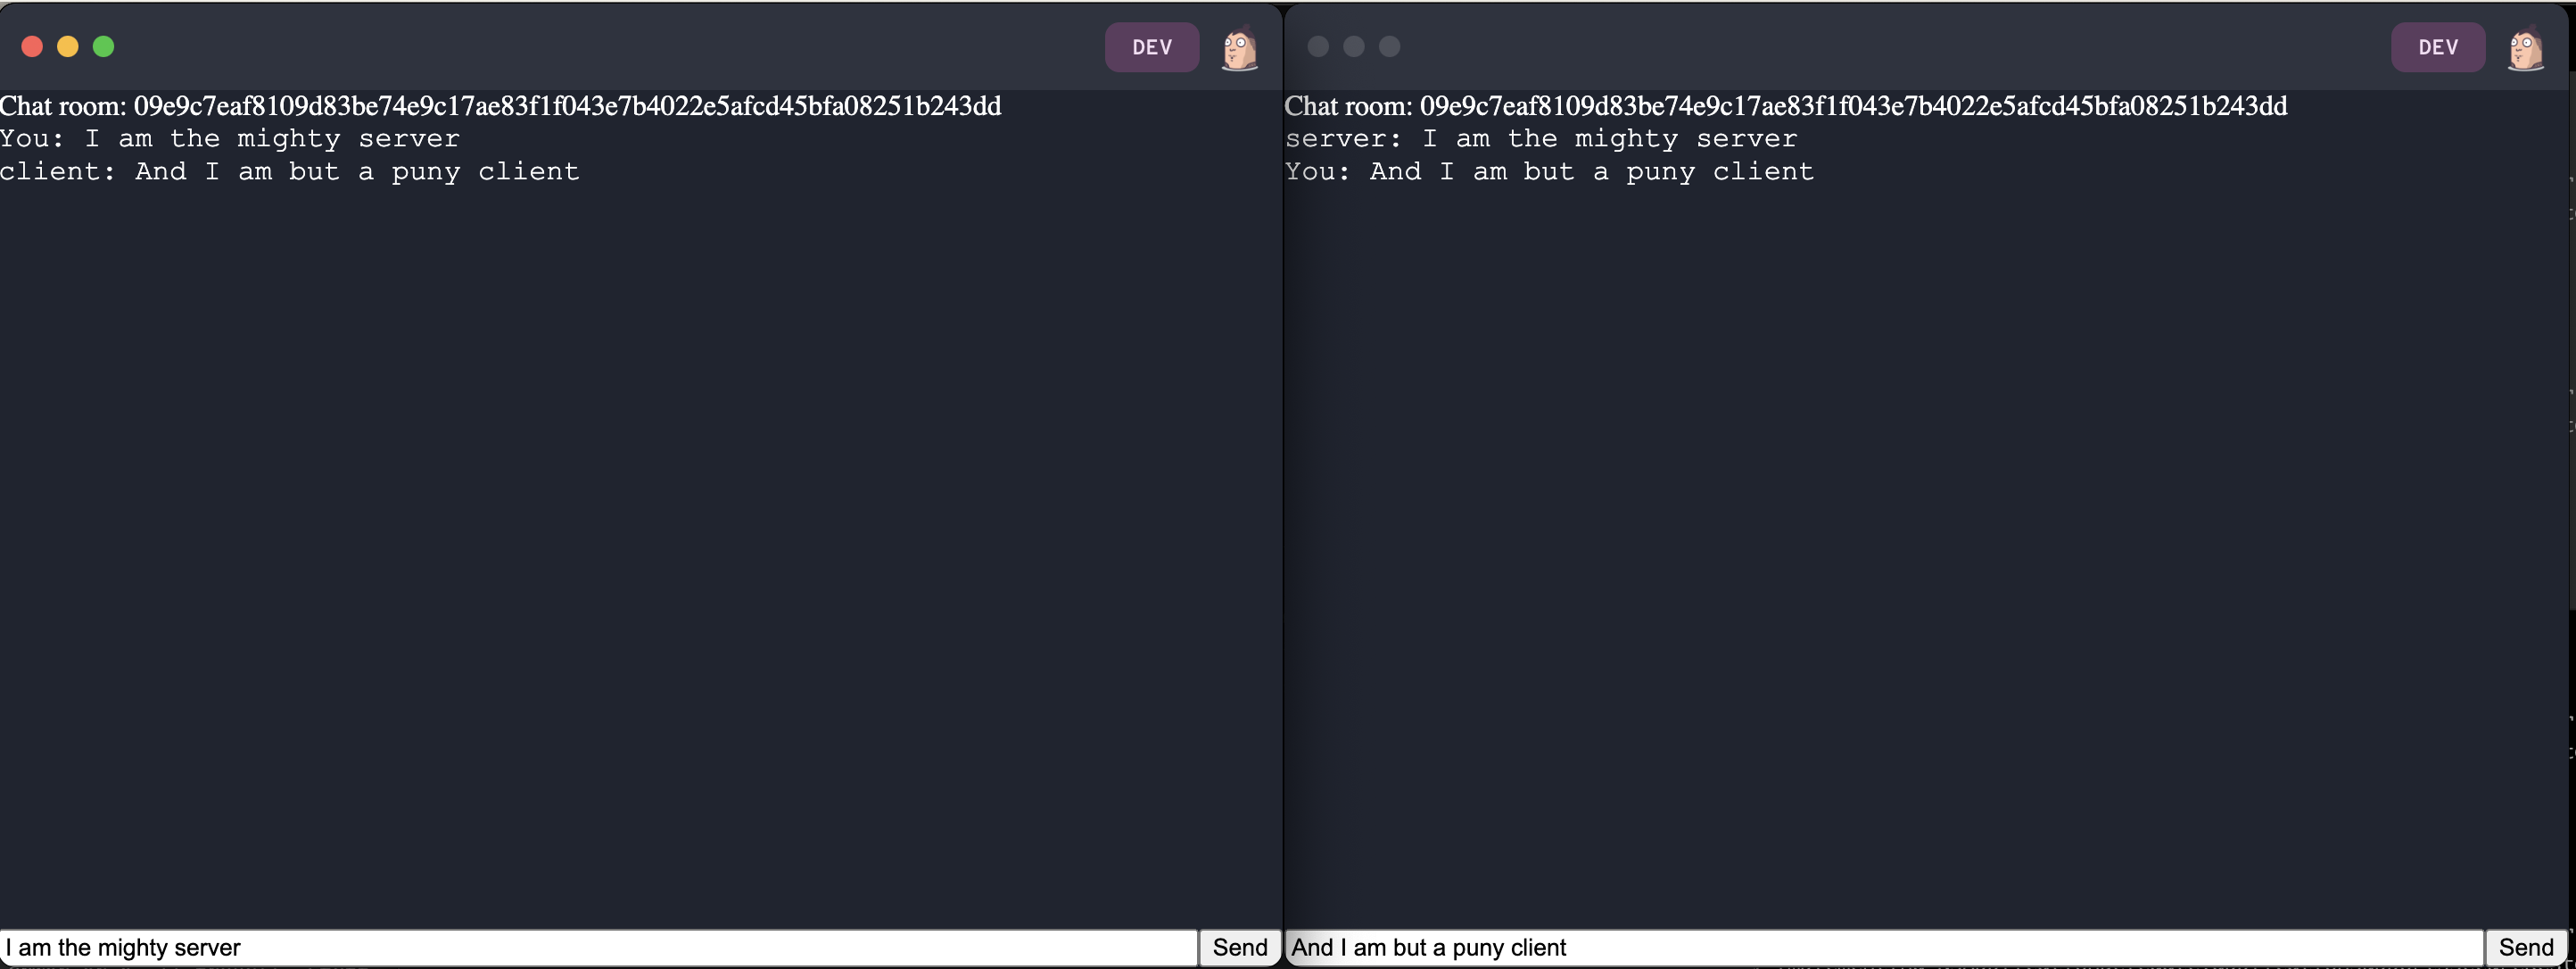 DEV
Chat room: 09e9c7eaf8109d83be74e9c17ae83f1f043e7b4022e5afcd45bfa08251b243dd
You: I am the mighty server
client: And I am but a puny client
I am the mighty server
Send
DEV
Chat room: 09e9c7eaf8109d83be74e9c17ae83f1f043e7b4022e5afcd45bfa08251b243dd
server: I am the mighty server
You: And I am but a puny client
And I am but a puny client
Send